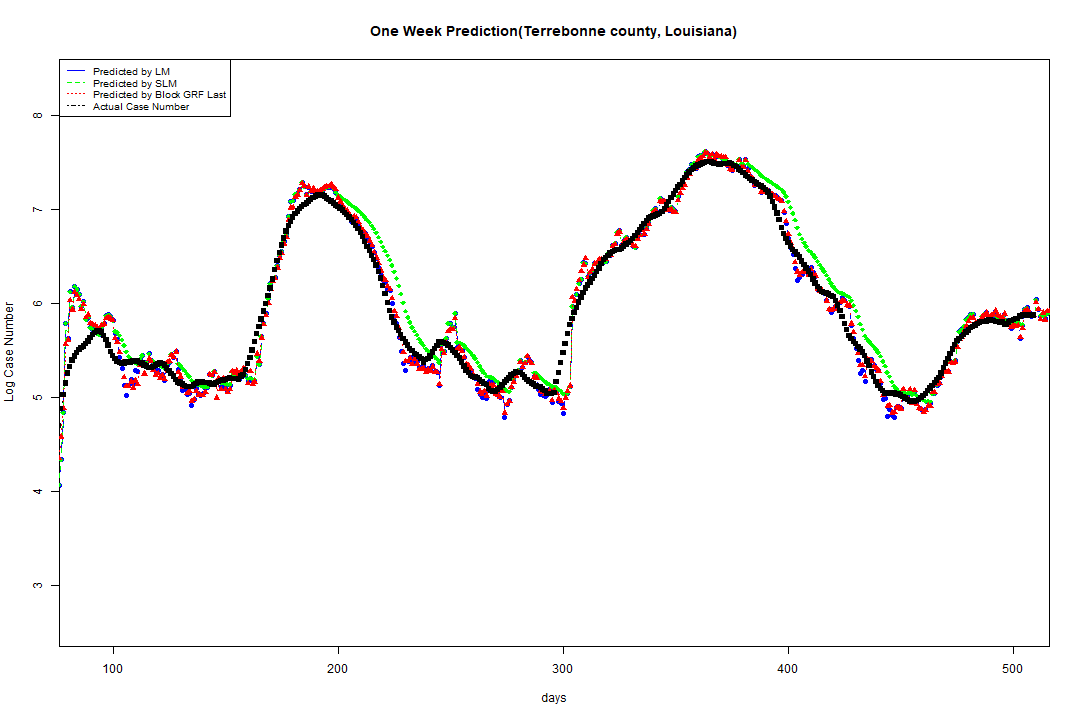 One Week Prediction(Terrebonne county, Louisiana)
Predicted by LM
Predicted by SLM
Predicted by Block GRF Last
Actual Case Number
8
7
6
5
4
3
Log Case Number
100 200 300 400 500
days